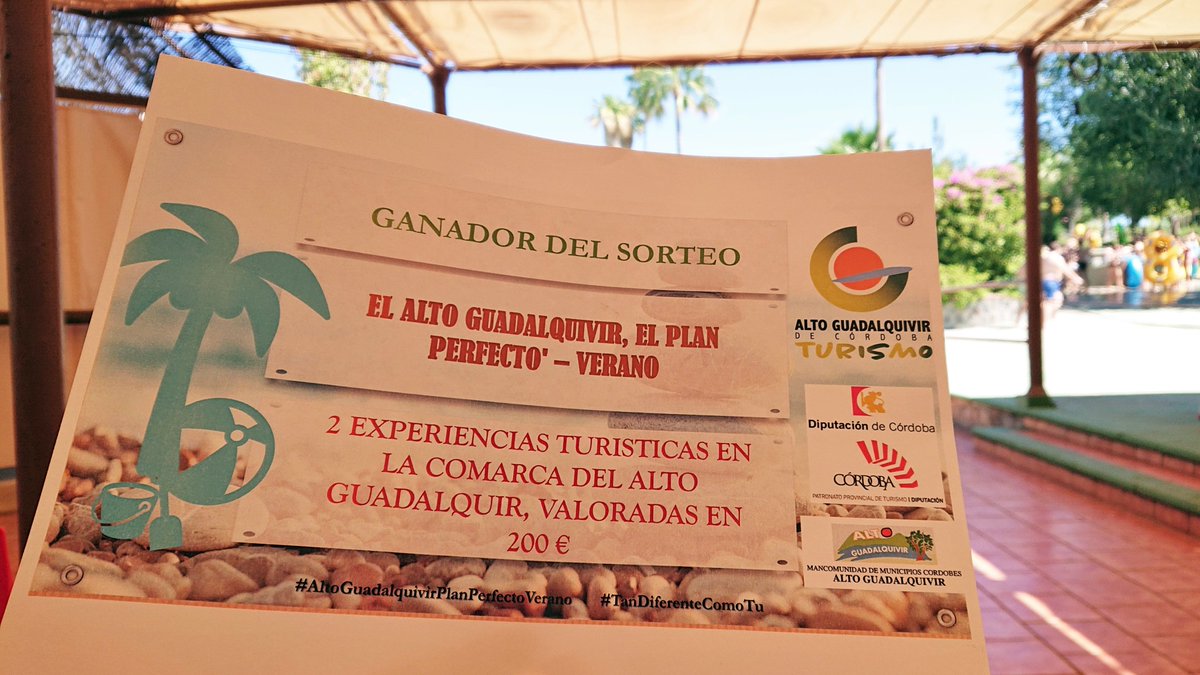 GANADOR DEL SORTEO
EL ALTO GUADALQUIVIR, EL PLAN
PERFECTO' – VERANO
2 EXPERIENCIAS TURISTICAS EN
LA COMARCA DEL ALTO
GUADALQUIR, VALORADAS EN
200 €
#AltoGuadalquivirPlanPerfectoVerano #TanDiferenteComoTu
ALTO GUADALQUIVIR
DE CÓRDOBA
TURISMO
Diputación de Córdoba
CÓRDOBA
PATRONATO PROVINCIAL DE TURISMO | DIPUTACIÓN
ALTO
GUADALQUIVIR
MANCOMUNIDAD DE MUNICIPIOS CORDOBES
ALTO GUADALQUIVIR